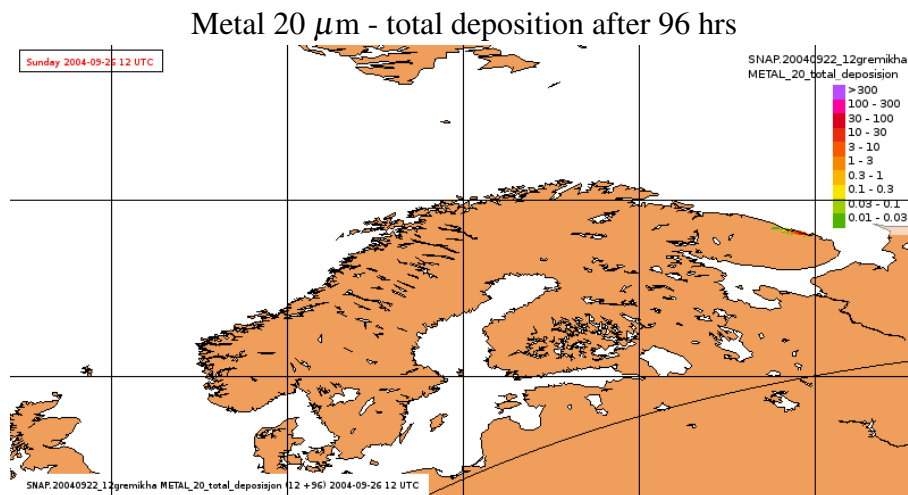 Metal 20 μm - total deposition after 96 hrs
Sunday 2004-09-26 12 UTC
SNAP.20040922_12gremikha
METAL_20_total_deposisjon
>300
100 - 300
30 - 100
10 - 30
3 - 10
1 - 3
0.3 - 1
0.1 - 0.3
0.03 - 0.1
0.01 - 0.03
SNAP.20040922_12gremikha METAL_20_total_deposisjon (12 +96) 2004-09-26 12 UTC